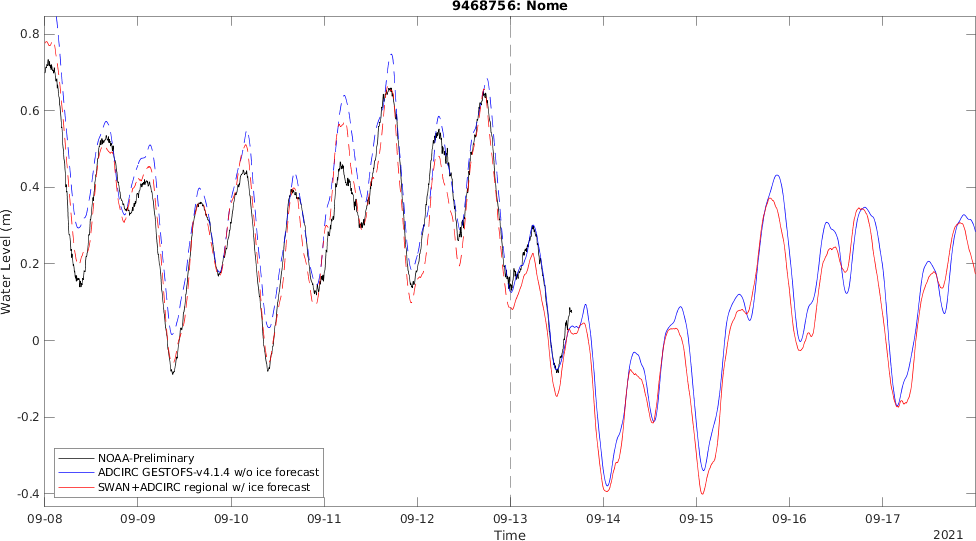 9468756: Nome
0.8
0.6
0.4
0.2
0
-0.2
-0.4
Water Level (m)
NOAA-Preliminary
ADCIRC GESTOFS-v4.1.4 w/o ice forecast
SWAN+ADCIRC regional w/ ice forecast
09-08 09-09 09-10 09-11 09-12 09-13 09-14 09-15 09-16 09-17
Time
2021